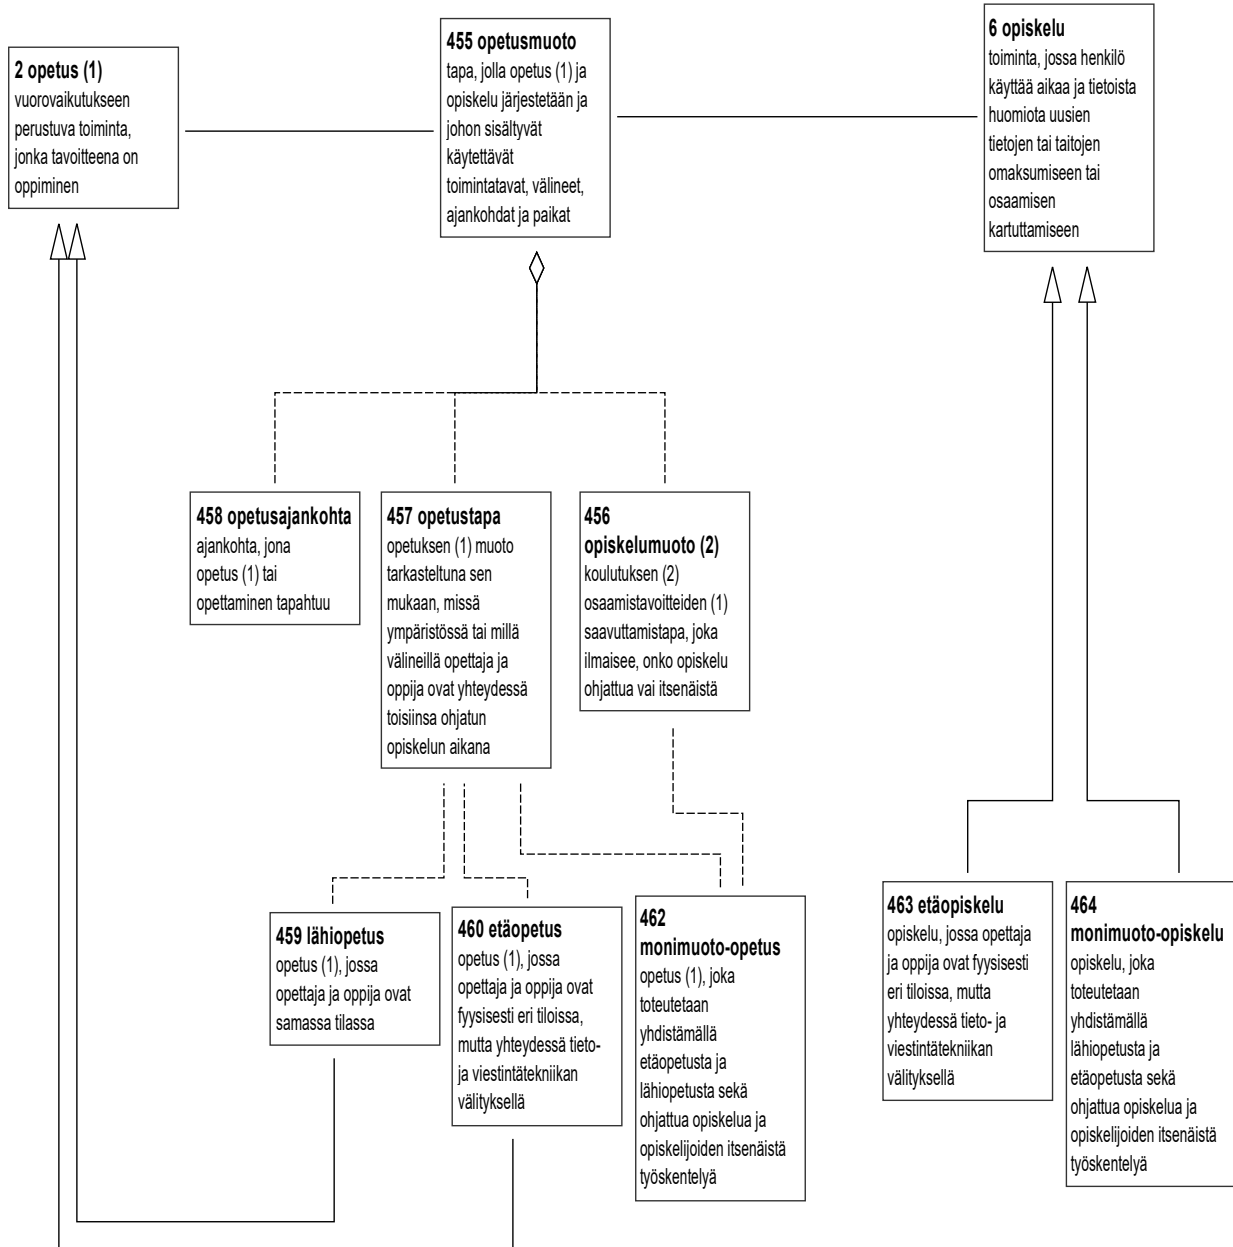 2 opetus (1)
vuorovaikutukseen
perustuva toiminta,
jonka tavoitteena on
oppiminen
455 opetusmuoto
tapa, jolla opetus (1) ja
opiskelu järjestetään ja
johon sisältyvät
käytettävät
toimintatavat, välineet,
ajankohdat ja paikat
6 opiskelu
toiminta, jossa henkilö
käyttää aikaa ja tietoista
huomiota uusien
tietojen tai taitojen
omaksumiseen tai
osaamisen
kartuttamiseen
458 opetusajankohta
ajankohta, jona
opetus (1) tai
opettaminen tapahtuu
457 opetustapa
opetuksen (1) muoto
tarkasteltuna sen
mukaan, missä
ympäristössä tai millä
välineillä opettaja ja
oppija ovat yhteydessä
toisiinsa ohjatun
opiskelun aikana
456
opiskelumuoto (2)
koulutuksen (2)
osaamistavoitteiden (1)
saavuttamistapa, joka
ilmaisee, onko opiskelu
ohjattua vai itsenäistä
459 lähiopetus
opetus (1), jossa
opettaja ja oppija ovat
samassa tilassa
460 etäopetus
opetus (1), jossa
opettaja ja oppija ovat
fyysisesti eri tiloissa,
mutta yhteydessä tieto-
ja viestintätekniikan
välityksellä
462
monimuoto-opetus
opetus (1), joka
toteutetaan
yhdistämällä
etäopetusta ja
lähiopetusta sekä
ohjattua opiskelua ja
opiskelijoiden itsenäistä
työskentelyä
463 etäopiskelu
opiskelu, jossa opettaja
ja oppija ovat fyysisesti
eri tiloissa, mutta
yhteydessä tieto- ja
viestintätekniikan
välityksellä
464
monimuoto-opiskelu
opiskelu, joka
toteutetaan
yhdistämällä
lähiopetusta ja
etäopetusta sekä
ohjattua opiskelua ja
opiskelijoiden itsenäistä
työskentelyä